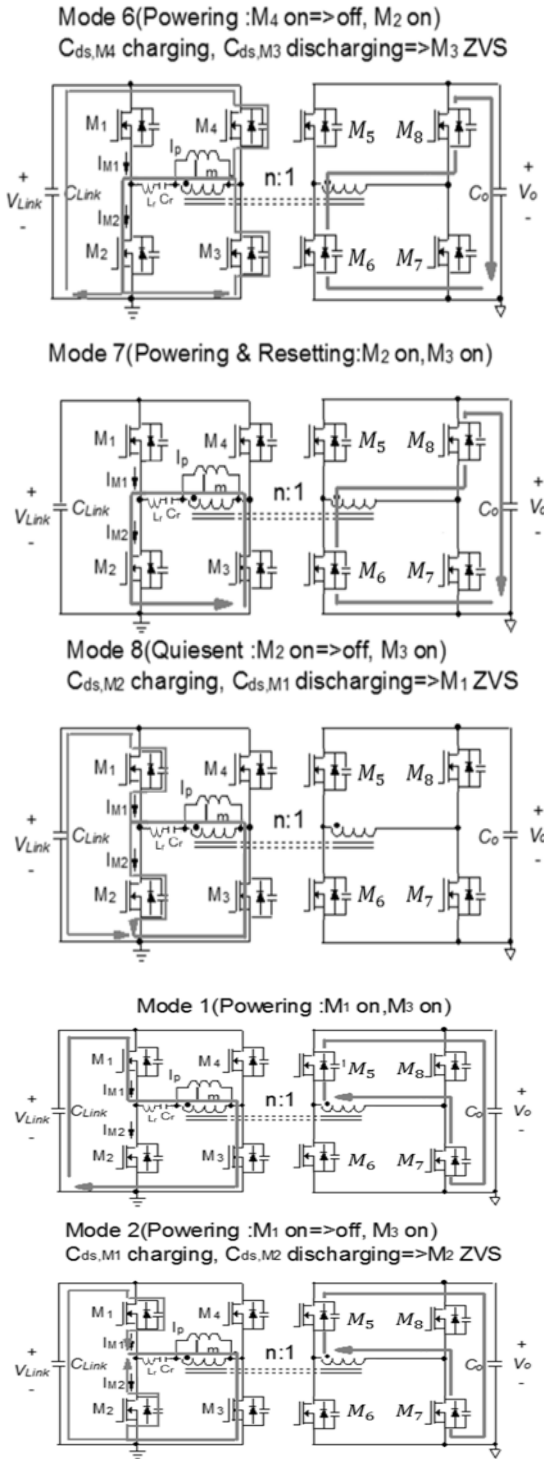 Mode 6(Powering :M4 on=>off, M2 on)
Cds,M4 charging, Cds,M3 discharging=>M3 ZVS
M1 M4 M5 M8
Ip
+ IM1 m n:1 +
VLink CLink Lr Cr Co Vo
- IM2 -
M2 M3 M6 M7
Mode 7(Powering & Resetting:M2 on,M3 on)
M1 M4 M5 M8
Ip
+ IM1 m n:1 +
VLink CLink Lr Cr Co Vo
- IM2 -
M2 M3 M6 M7
Mode 8(Quiesent :M2 on=>off, M3 on)
Cds,M2 charging, Cds,M1 discharging=>M1 ZVS
M1 M4 M5 M8
Ip
+ IM1 m n:1 +
VLink CLink Lr Cr Co Vo
- IM2 -
M2 M3 M6 M7
Mode 1(Powering :M1 on,M3 on)
M1 M4 1 M5 M8
Ip
+ IM1 m n:1 +
VLink CLink Lr Cr Co Vo
- IM2 -
M2 M3 M6 M7
Mode 2(Powering :M1 on=>off, M3 on)
Cds,M1 charging, Cds,M2 discharging=>M2 ZVS
M1 M4 M5 M8
Ip
+ IM1 m n:1 +
VLink CLink Lr Cr Co Vo
- IM2 -
M2 M3 M6 M7